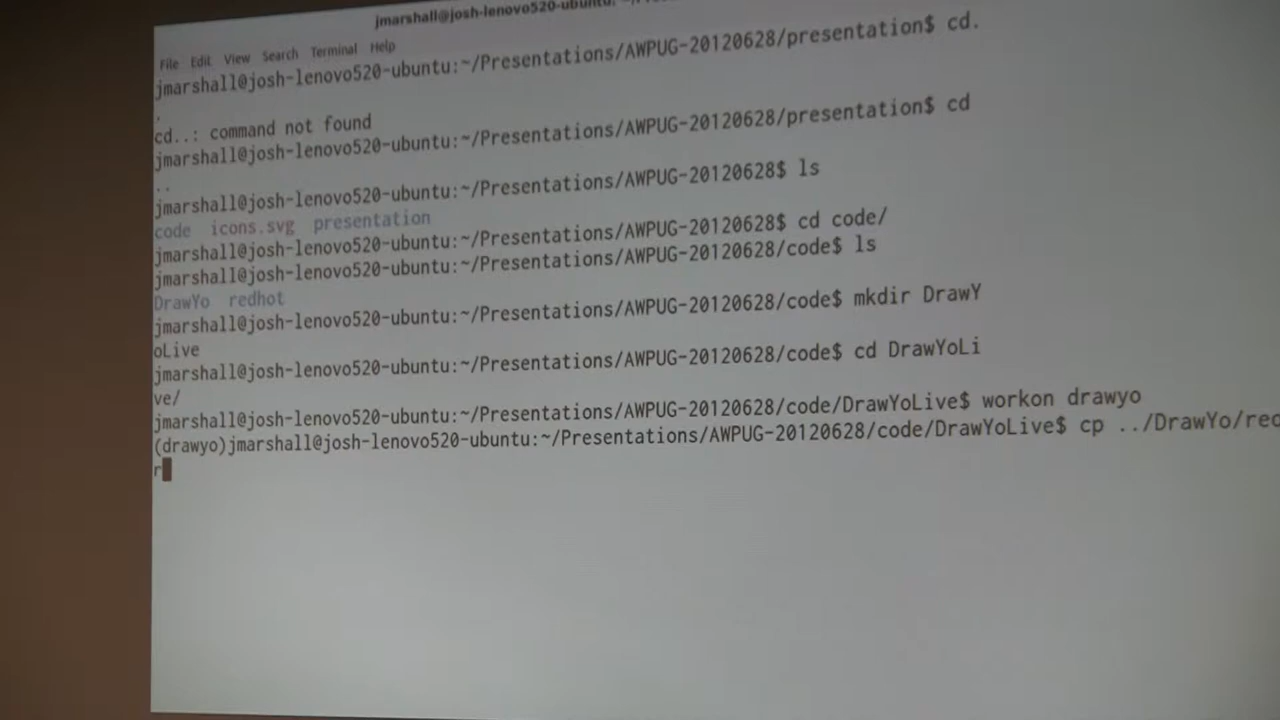 jmarshall@josh-lenovo520-ubuntu:
File Edit View Search Terminal Help
jmarshall@josh-lenovo520-ubuntu:~/Presentations/AWPUG-20120628/presentation$ cd.
.
cd..: command not found
jmarshall@josh-lenovo520-ubuntu:~/Presentations/AWPUG-20120628/presentation$ cd
..
jmarshall@josh-lenovo520-ubuntu:~/Presentations/AWPUG-20120628$ ls
code icons.svg presentation
jmarshall@josh-lenovo520-ubuntu:~/Presentations/AWPUG-20120628$ cd code/
jmarshall@josh-lenovo520-ubuntu:~/Presentations/AWPUG-20120628/code$ ls
DrawYo redhot
jmarshall@josh-lenovo520-ubuntu:~/Presentations/AWPUG-20120628/code$ mkdir DrawY
oLive
jmarshall@josh-lenovo520-ubuntu:~/Presentations/AWPUG-20120628/code$ cd DrawYoLi
ve/
jmarshall@josh-lenovo520-ubuntu:~/Presentations/AWPUG-20120628/code/DrawYoLive$ workon drawyo
(drawyo)jmarshall@josh-lenovo520-ubuntu:~/Presentations/AWPUG-20120628/code/DrawYoLive$ cp ../DrawYo/
r